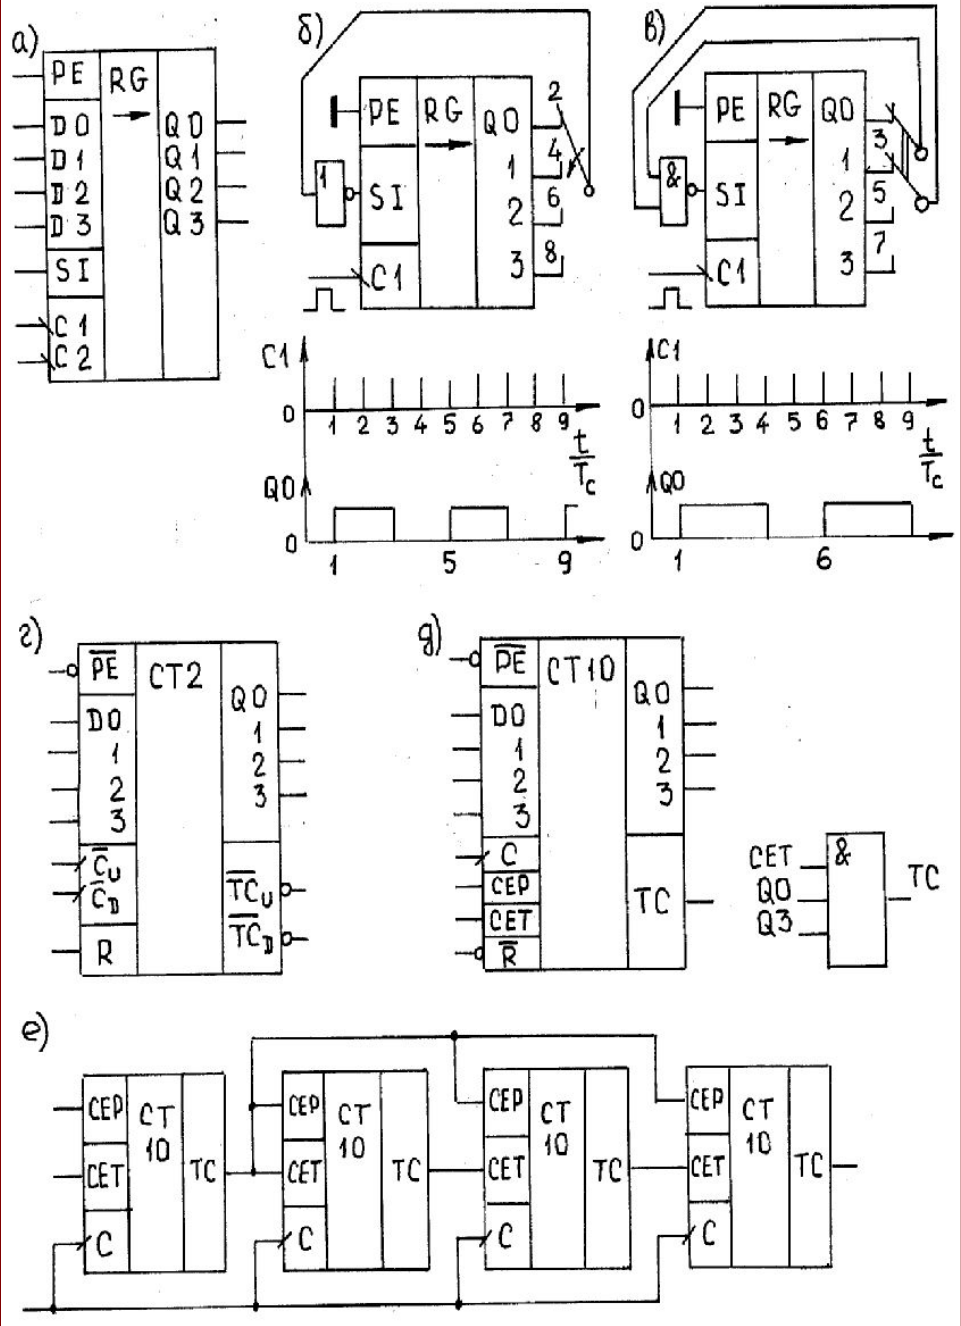 а)
PE RG
D0 Q0
D1 Q1
D2 Q2
D3 Q3
SI
C1
C2
б)
PE RG Q0 2
1 4
1 SI 2 6
3 8
C1
C1
0 1 2 3 4 5 6 7 8 9 t/Tc
Q0
0 1 5 9
в)
PE RG Q0 3
1 5
& SI 2 7
3
C1
C1
0 1 2 3 4 5 6 7 8 9 t/Tc
Q0
0 1 6
г)
P̅E̅ CT2 Q0
D0 1
1 2
2 3
3
C̅U
C̅D T̅C̅U
R T̅C̅D
д)
P̅E̅ CT10 Q0
D0 1
1 2
2 3
3
C
CEP
CET TC
R̅
CET &
Q0 TC
Q3
е)
CEP CT CEP CT CEP CT CEP CT
10 10 10 10
CET TC CET TC CET TC CET TC
C C C C